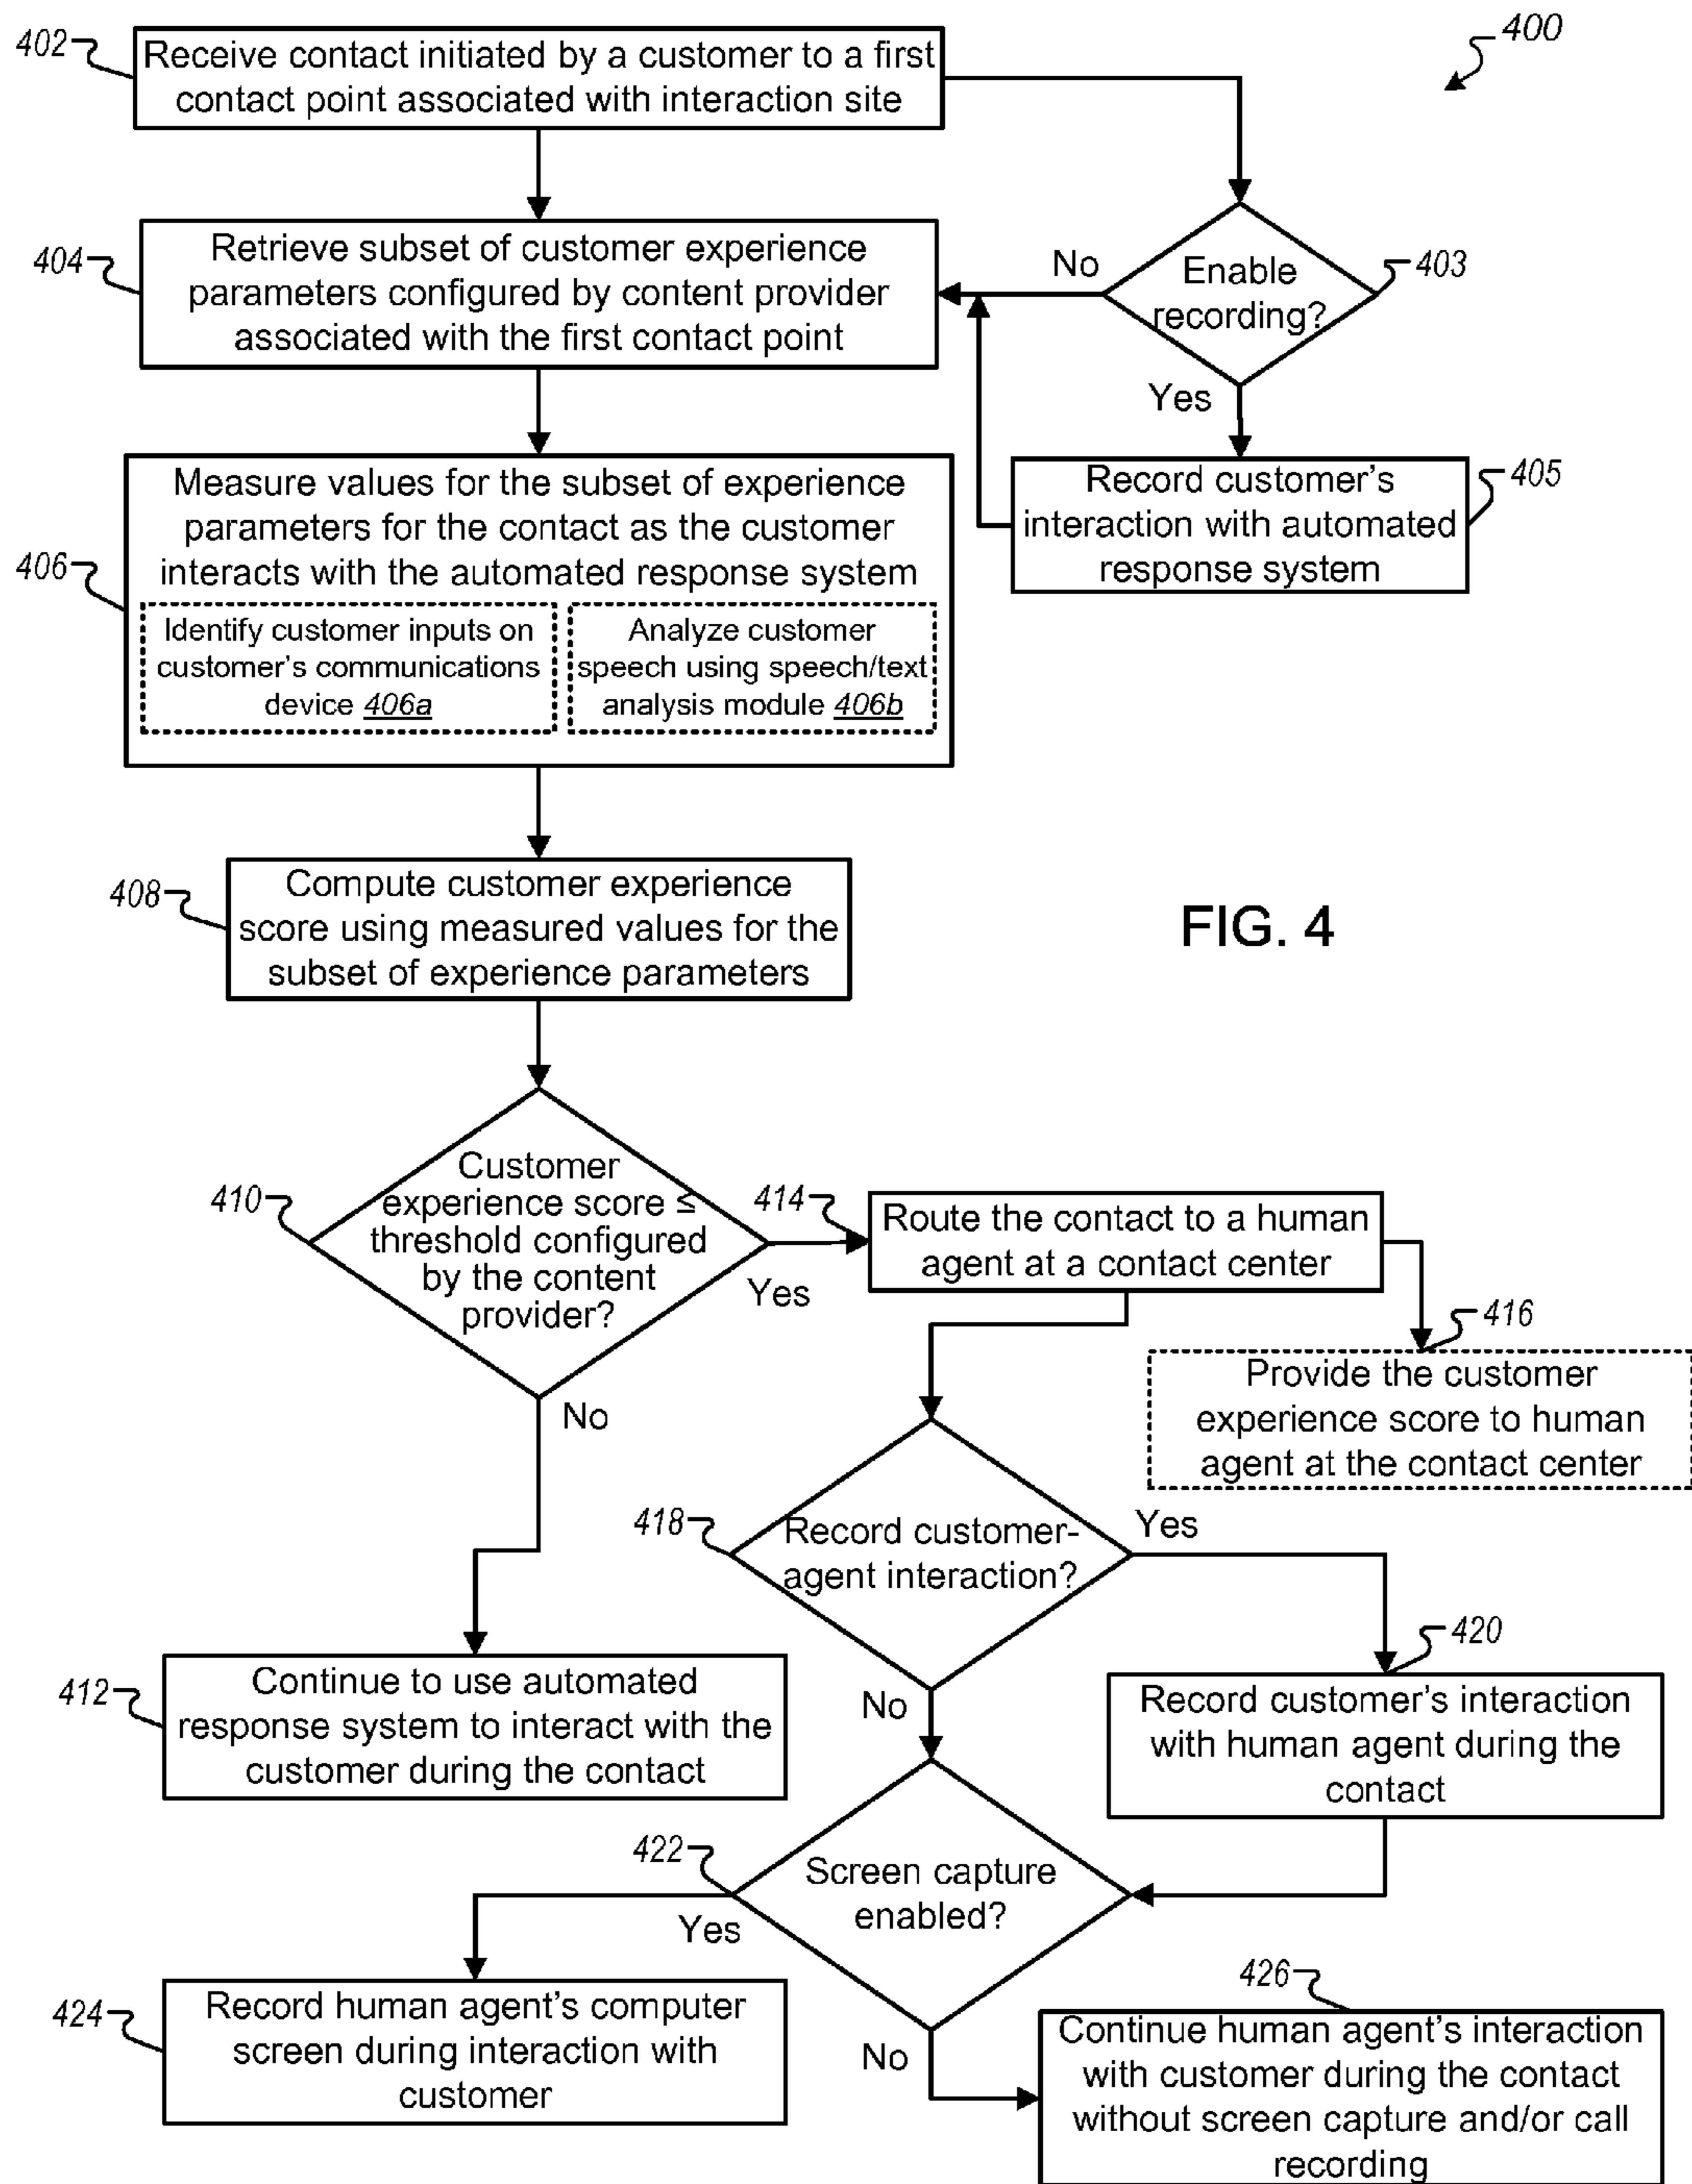 400
402
Receive contact initiated by a customer to a first
contact point associated with interaction site
404
Retrieve subset of customer experience
parameters configured by content provider
associated with the first contact point
No
Enable
recording?
403
Yes
Record customer's
interaction with automated
response system
405
406
Measure values for the subset of experience
parameters for the contact as the customer
interacts with the automated response system
Identify customer inputs on
customer's communications
device 406a
Analyze customer
speech using speech/text
analysis module 406b
408
Compute customer experience
score using measured values for the
subset of experience parameters
FIG. 4
410
Customer
experience score ≤
threshold configured
by the content
provider?
Yes
No
414
Route the contact to a human
agent at a contact center
416
Provide the customer
experience score to human
agent at the contact center
418
Record customer-
agent interaction?
Yes
No
420
Record customer's interaction
with human agent during the
contact
412
Continue to use automated
response system to interact with the
customer during the contact
422
Screen capture
enabled?
Yes
No
424
Record human agent's computer
screen during interaction with
customer
426
Continue human agent's interaction
with customer during the contact
without screen capture and/or call
recording